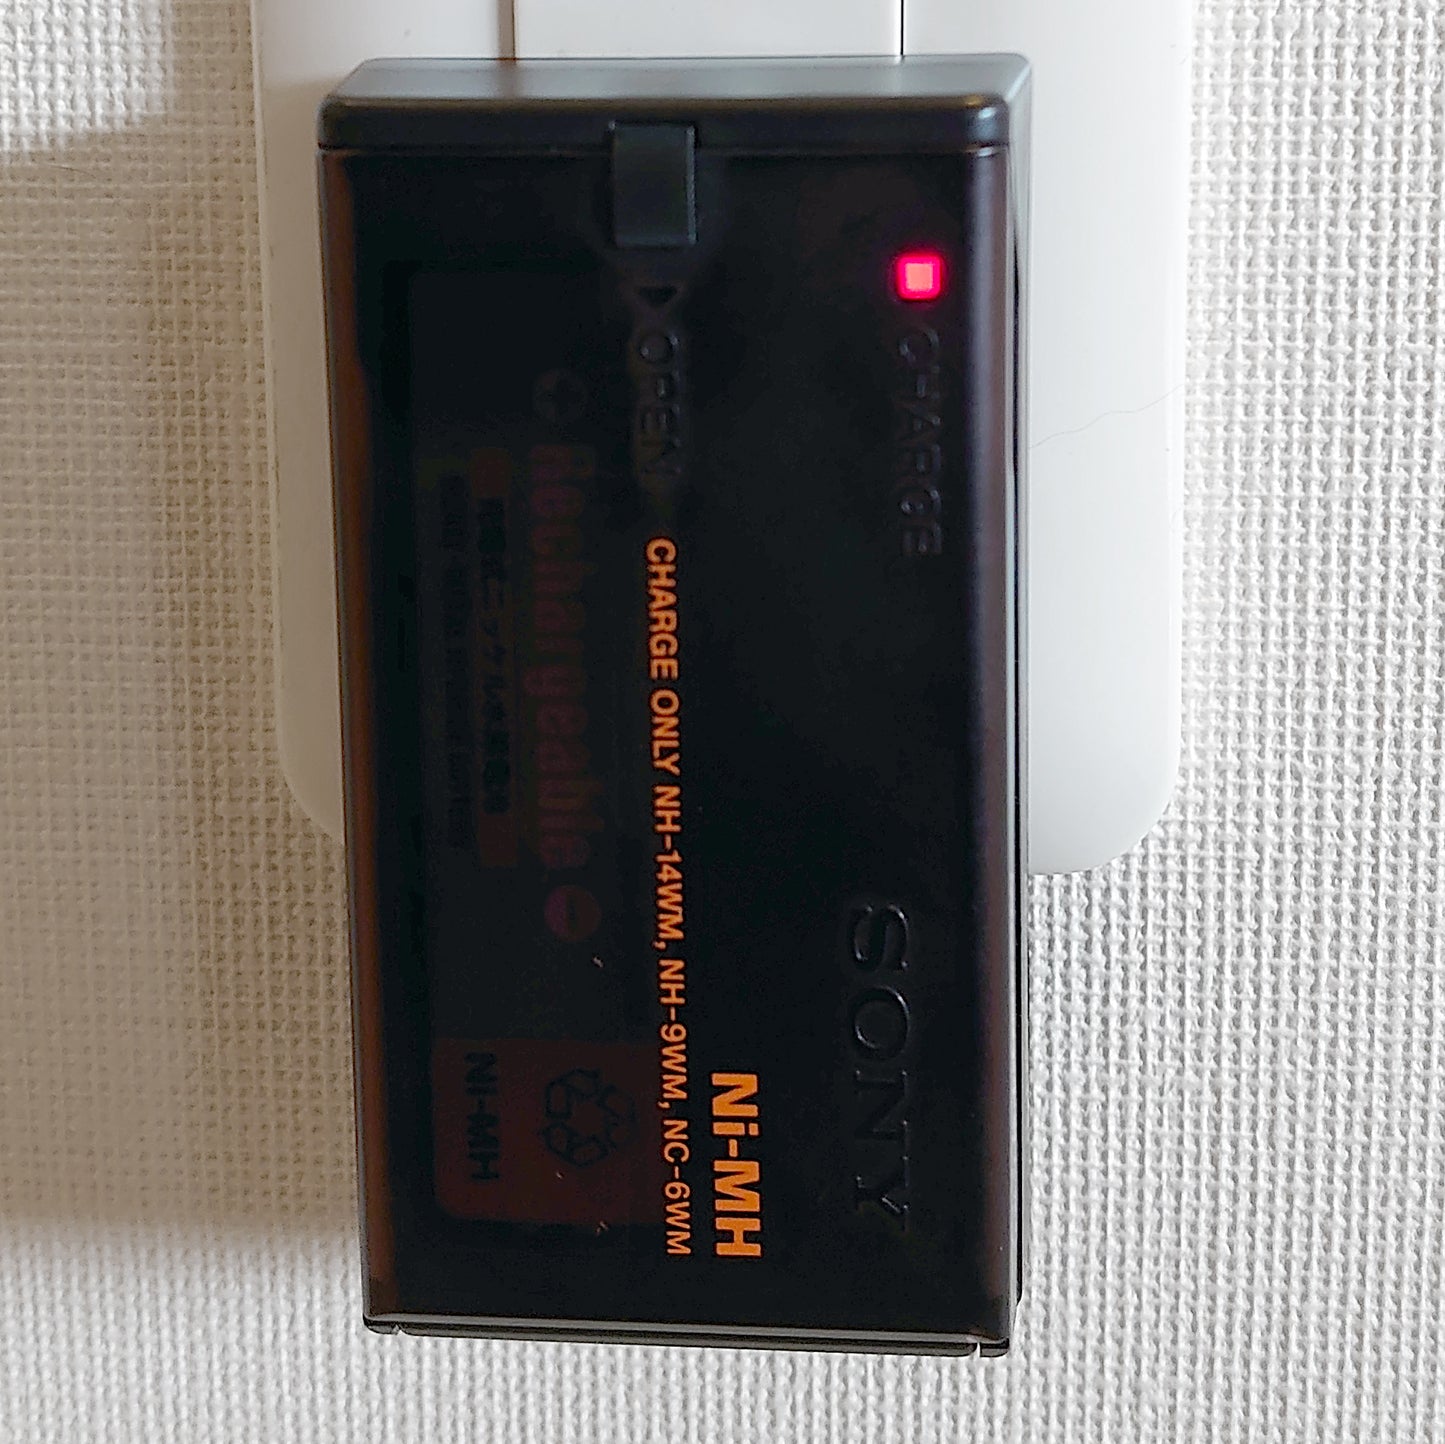 CHARGE
SONY
Ni-MH
OPEN
CHARGE ONLY NH-14WM, NH-9WM, NC-6WM
Rechargeable
Ni-MH